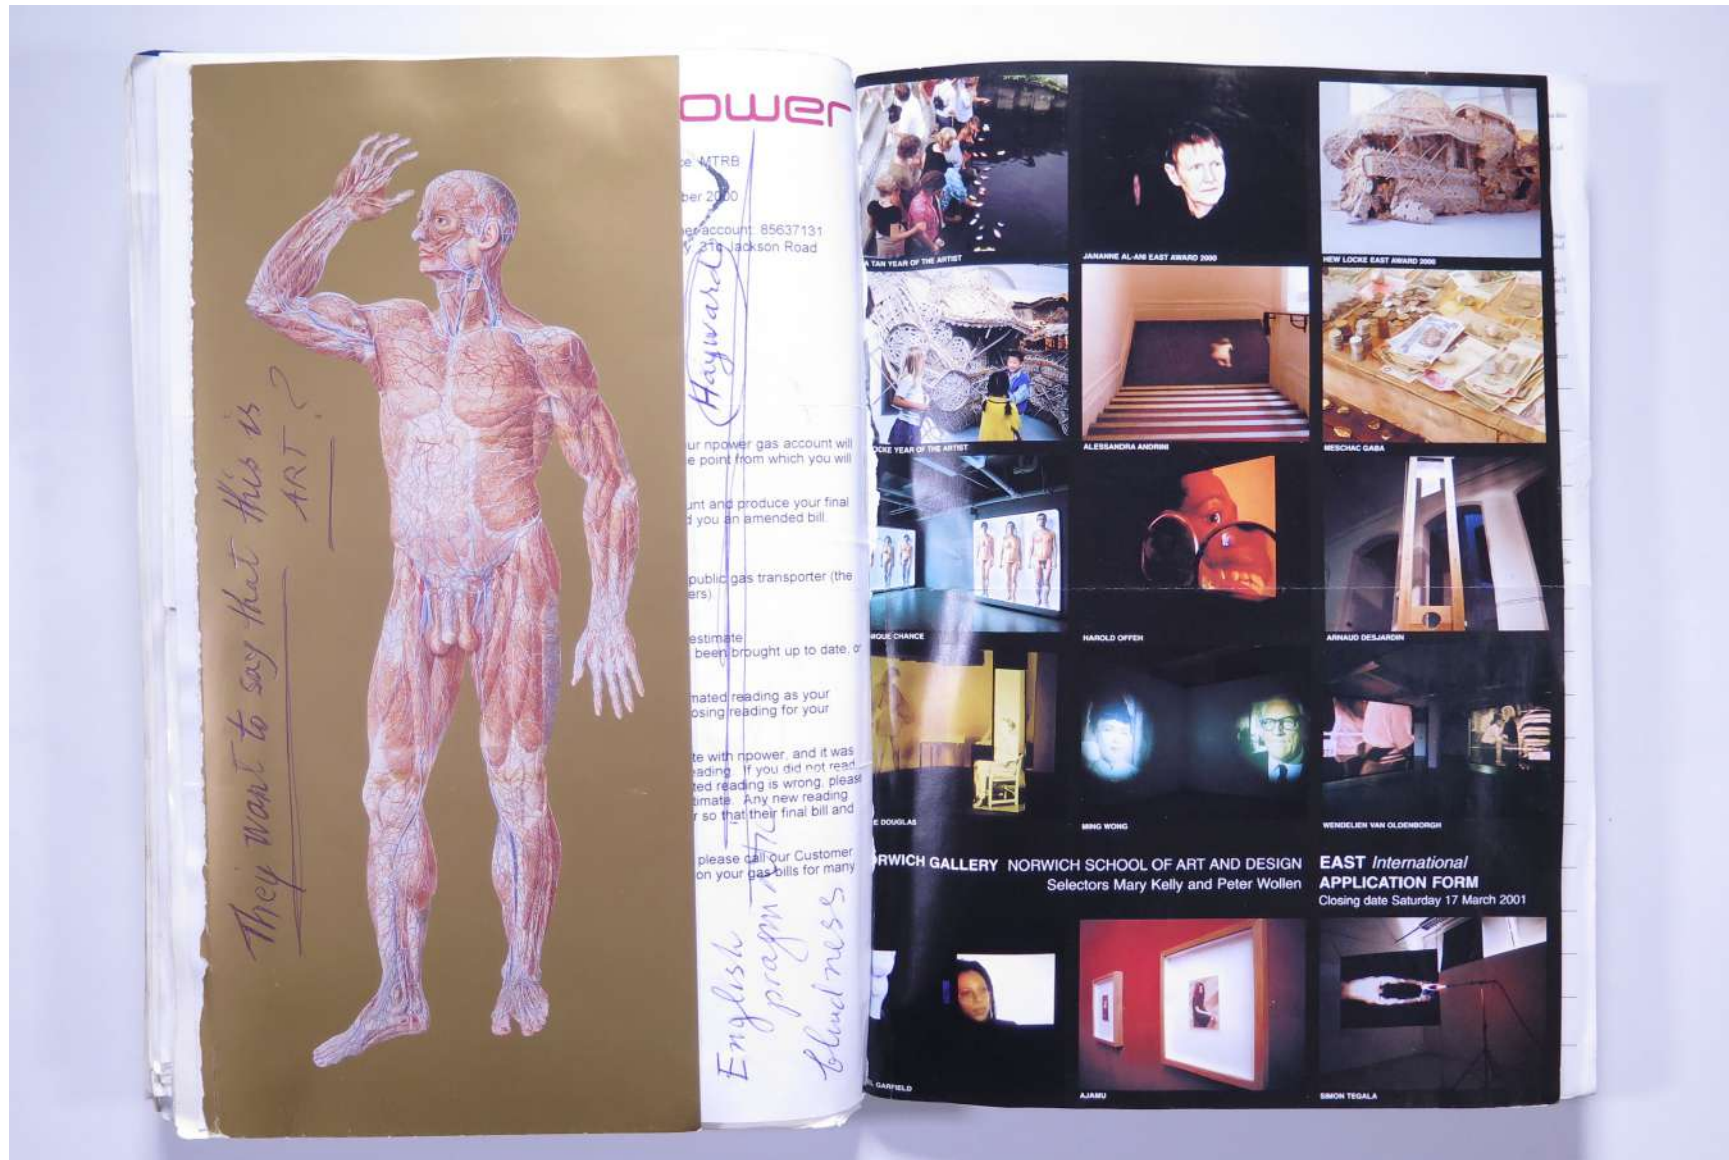 They want to say that this is
ART?
ower
ce MTRB
ber 2000
er account: 85637131
21d Jackson Road
(Hayward)
ur npower gas account will
e point from which you will
unt and produce your final
d you an amended bill.
public gas transporter (the
ers)
estimate
been brought up to date, o
mated reading as your
osing reading for your
te with npower, and it was
eading. If you did not read
ted reading is wrong, please
timate. Any new reading
r so that their final bill and
please call our Customer
on your gas bills for many
English
pragmatic
blindness
A TAN YEAR OF THE ARTIST
JANANNE AL-ANI EAST AWARD 2000
HEW LOCKE EAST AWARD 2000
OCKE YEAR OF THE ARTIST
ALESSANDRA ANDRINI
MESCHAC GABA
IQUE CHANCE
HAROLD OFFEH
ARNAUD DESJARDIN
E DOUGLAS
MING WONG
WENDELIEN VAN OLDENBORGH
ORWICH GALLERY NORWICH SCHOOL OF ART AND DESIGN
Selectors Mary Kelly and Peter Wollen
EAST International
APPLICATION FORM
Closing date Saturday 17 March 2001
EL GARFIELD
AJAMU
SIMON TEGALA